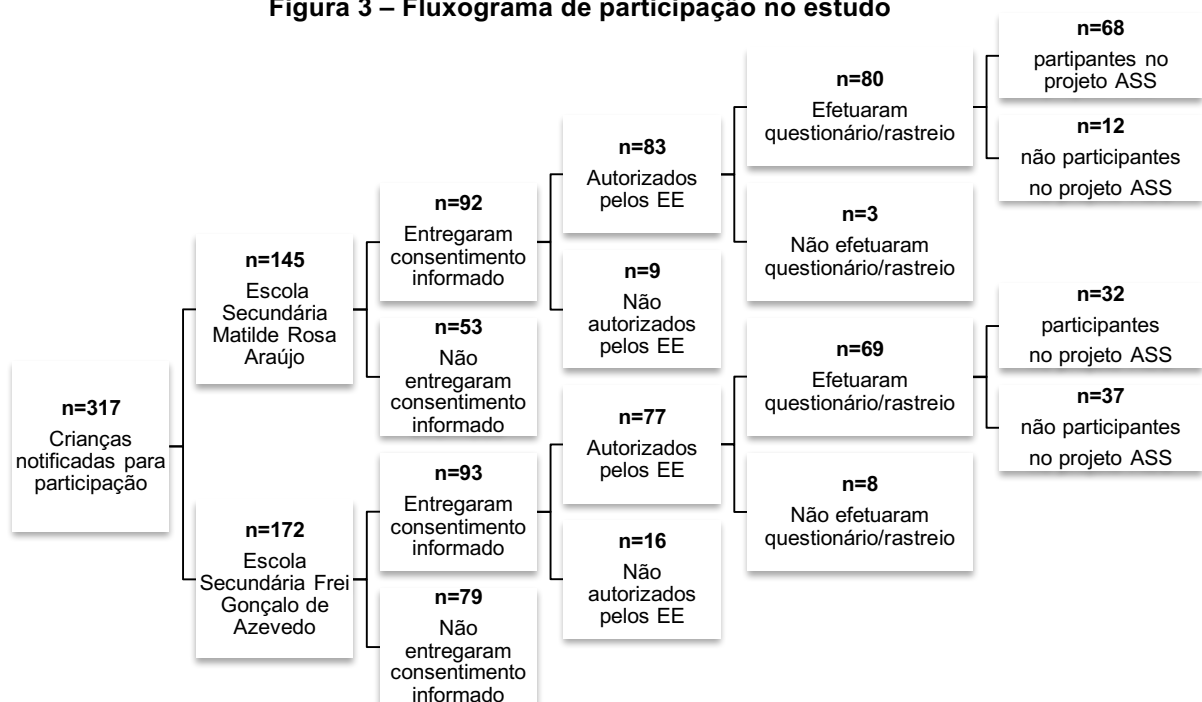 Figura 3 – Fluxograma de participação no estudo
n=317
Crianças
notificadas para
participação
n=145
Escola
Secundária
Matilde Rosa
Araújo
n=92
Entregaram
consentimento
informado
n=83
Autorizados
pelos EE
n=80
Efetuaram
questionário/rastreio
n=68
partipantes no
projeto ASS
n=12
não participantes
no projeto ASS
n=3
Não efetuaram
questionário/rastreio
n=9
Não
autorizados
pelos EE
n=53
Não
entregaram
consentimento
informado
n=172
Escola
Secundária Frei
Gonçalo de
Azevedo
n=93
Entregaram
consentimento
informado
n=77
Autorizados
pelos EE
n=69
Efetuaram
questionário/rastreio
n=32
participantes
no projeto ASS
n=37
não participantes
no projeto ASS
n=8
Não efetuaram
questionário/rastreio
n=16
Não
autorizados
pelos EE
n=79
Não
entregaram
consentimento
informado